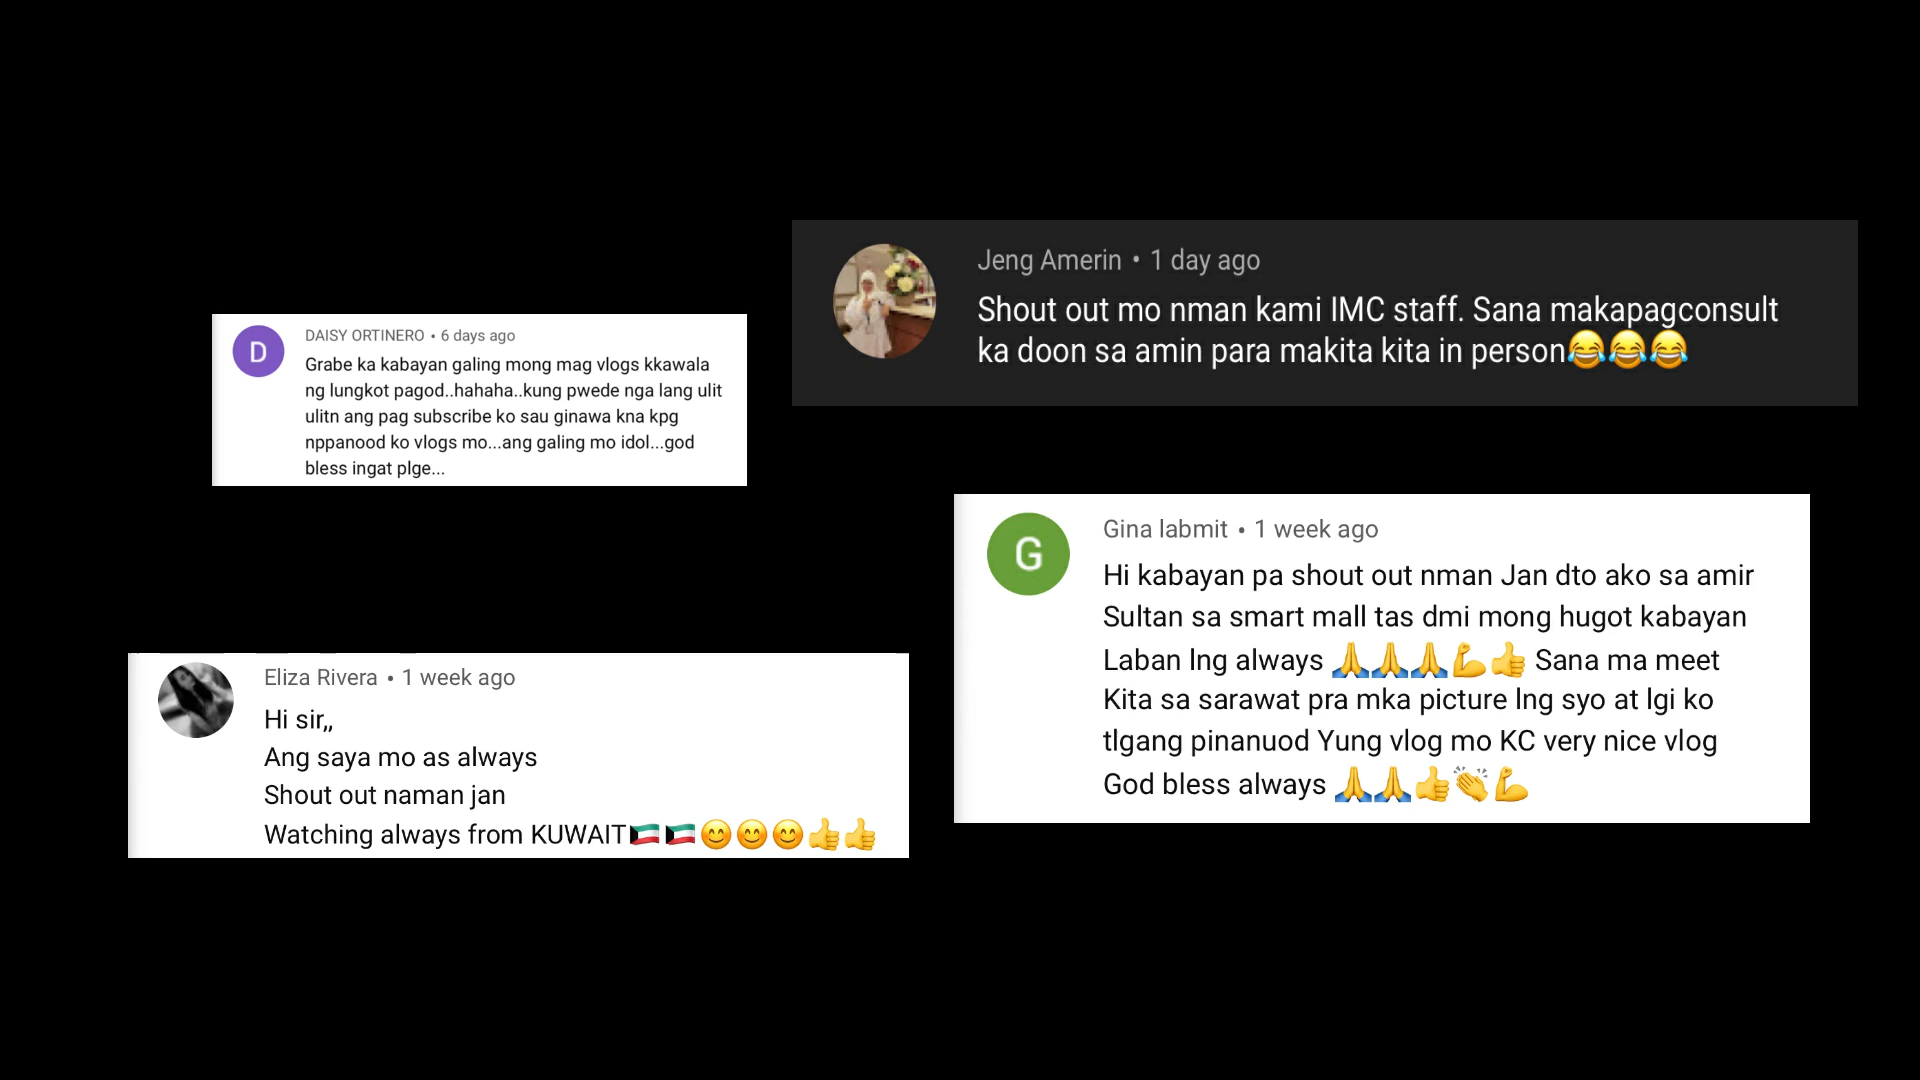 D
DAISY ORTINERO • 6 days ago
Grabe ka kabayan galing mong mag vlogs kkawala
ng lungkot pagod..hahaha..kung pwede nga lang ulit
ulitn ang pag subscribe ko sau ginawa kna kpg
nppanood ko vlogs mo...ang galing mo idol...god
bless ingat plge...
Jeng Amerin • 1 day ago
Shout out mo nman kami IMC staff. Sana makapagconsult
ka doon sa amin para makita kita in person😂😂😂
Eliza Rivera • 1 week ago
Hi sir,,
Ang saya mo as always
Shout out naman jan
Watching always from KUWAIT🇰🇼🇰🇼😊😊😊👍👍
G
Gina labmit • 1 week ago
Hi kabayan pa shout out nman Jan dto ako sa amir
Sultan sa smart mall tas dmi mong hugot kabayan
Laban lng always 🙏🙏🙏💪👍 Sana ma meet
Kita sa sarawat pra mka picture lng syo at lgi ko
tlgang pinanuod Yung vlog mo KC very nice vlog
God bless always 🙏🙏👍👏💪